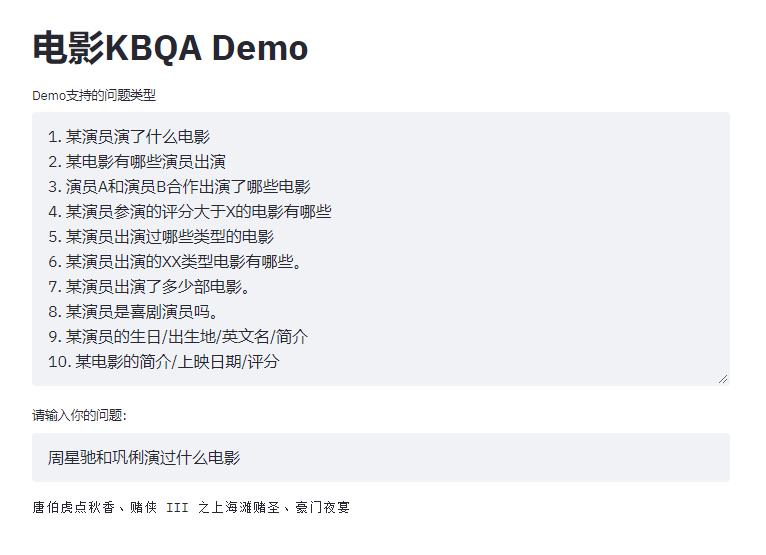 电影KBQA Demo
Demo支持的问题类型
1. 某演员演了什么电影
2. 某电影有哪些演员出演
3. 演员A和演员B合作出演了哪些电影
4. 某演员参演的评分大于X的电影有哪些
5. 某演员出演过哪些类型的电影
6. 某演员出演的XX类型电影有哪些。
7. 某演员出演了多少部电影。
8. 某演员是喜剧演员吗。
9. 某演员的生日/出生地/英文名/简介
10. 某电影的简介/上映日期/评分
请输入你的问题:
周星驰和巩俐演过什么电影
唐伯虎点秋香、赌侠 III 之上海滩赌圣、豪门夜宴